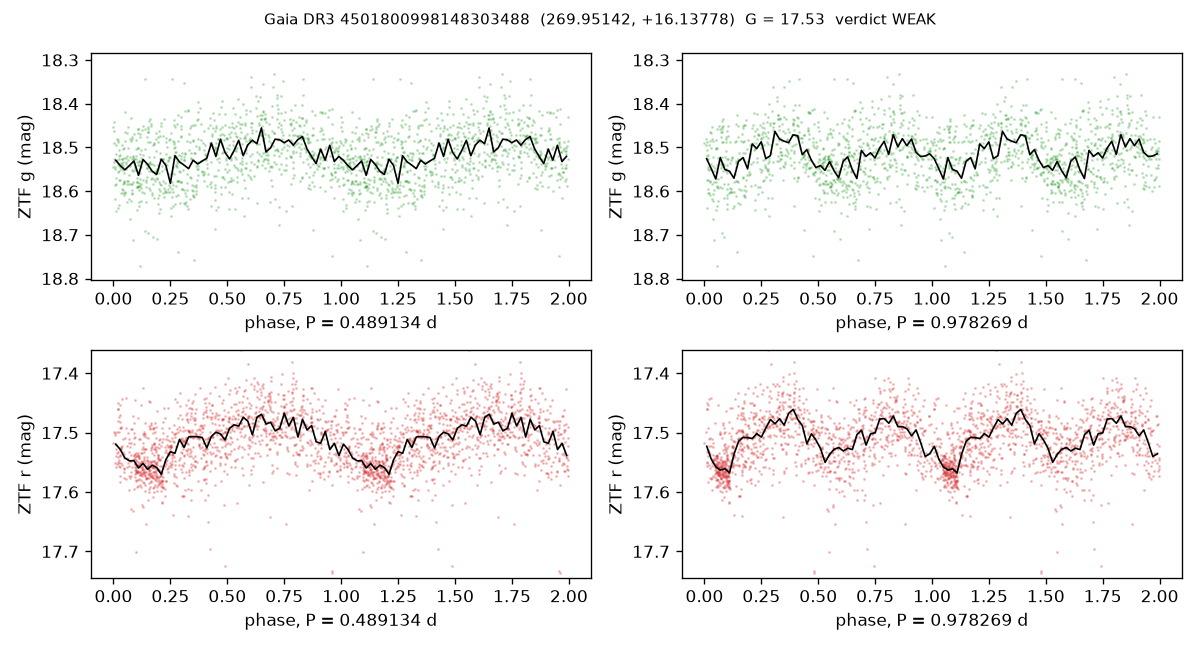 Gaia DR3 4501800998148303488 (269.95142, +16.13778) G = 17.53 verdict WEAK
ZTF g (mag)
18.3
18.4
18.5
18.6
18.7
18.8
0.00 0.25 0.50 0.75 1.00 1.25 1.50 1.75 2.00
phase, P = 0.489134 d
ZTF g (mag)
18.3
18.4
18.5
18.6
18.7
18.8
0.00 0.25 0.50 0.75 1.00 1.25 1.50 1.75 2.00
phase, P = 0.978269 d
ZTF r (mag)
17.4
17.5
17.6
17.7
0.00 0.25 0.50 0.75 1.00 1.25 1.50 1.75 2.00
phase, P = 0.489134 d
ZTF r (mag)
17.4
17.5
17.6
17.7
0.00 0.25 0.50 0.75 1.00 1.25 1.50 1.75 2.00
phase, P = 0.978269 d